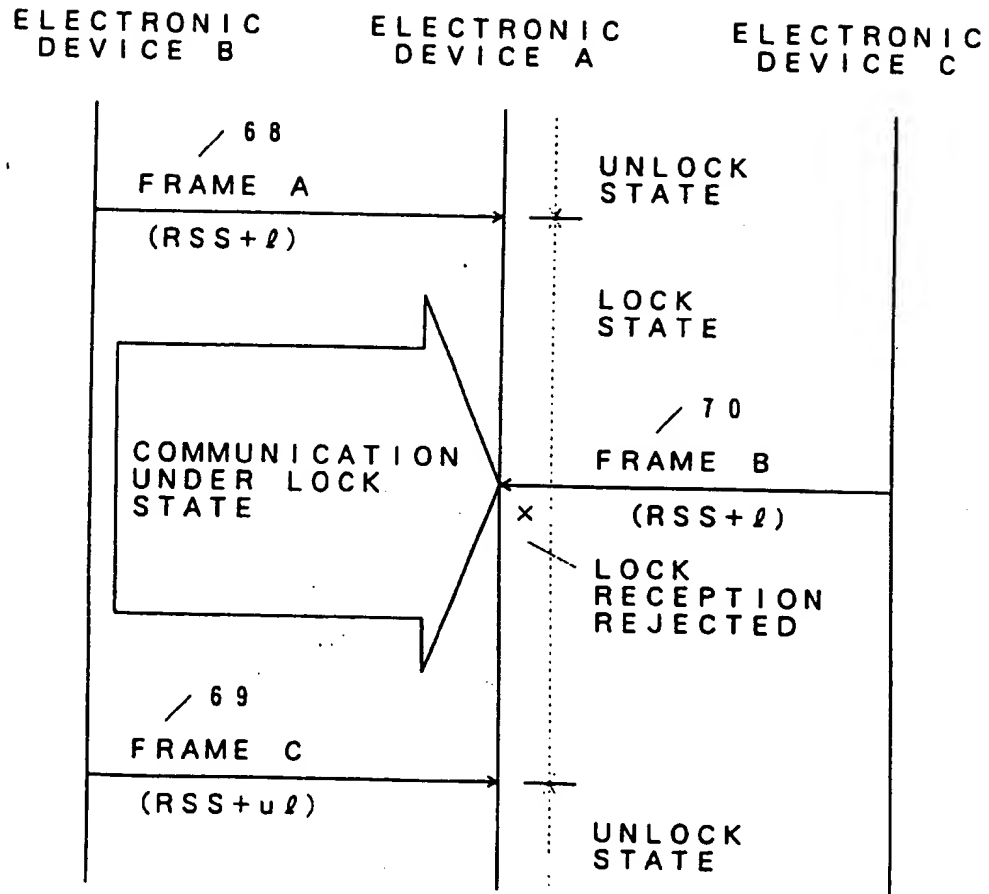 ELECTRONIC
DEVICE B
ELECTRONIC
DEVICE A
ELECTRONIC
DEVICE C
68
FRAME A
(RSS+ℓ)
UNLOCK
STATE
LOCK
STATE
70
FRAME B
(RSS+ℓ)
COMMUNICATION
UNDER LOCK
STATE
×
LOCK
RECEPTION
REJECTED
69
FRAME C
(RSS+uℓ)
UNLOCK
STATE